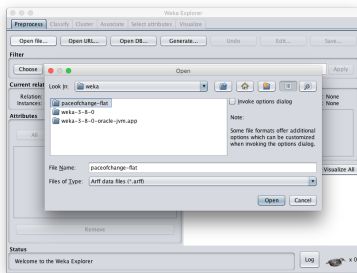 Weka Explorer
Preprocess Classify Cluster Associate Select attributes Visualize
Open file... Open URL... Open DB... Generate... Undo Edit... Save...
Filter
Choose Apply
Open
Current relat
Look In: weka
Relation: None
Instances: None
paceofchange-flat
weka-3-8-0
weka-3-8-0-oracle-jvm.app
Invoke options dialog
Note:
Some file formats offer additional
options which can be customized
when invoking the options dialog.
Attributes
All
File Name: paceofchange-flat
Files of Type: Arff data files (*.arff)
Visualize All
Open Cancel
Remove
Status
Welcome to the Weka Explorer
Log x 0